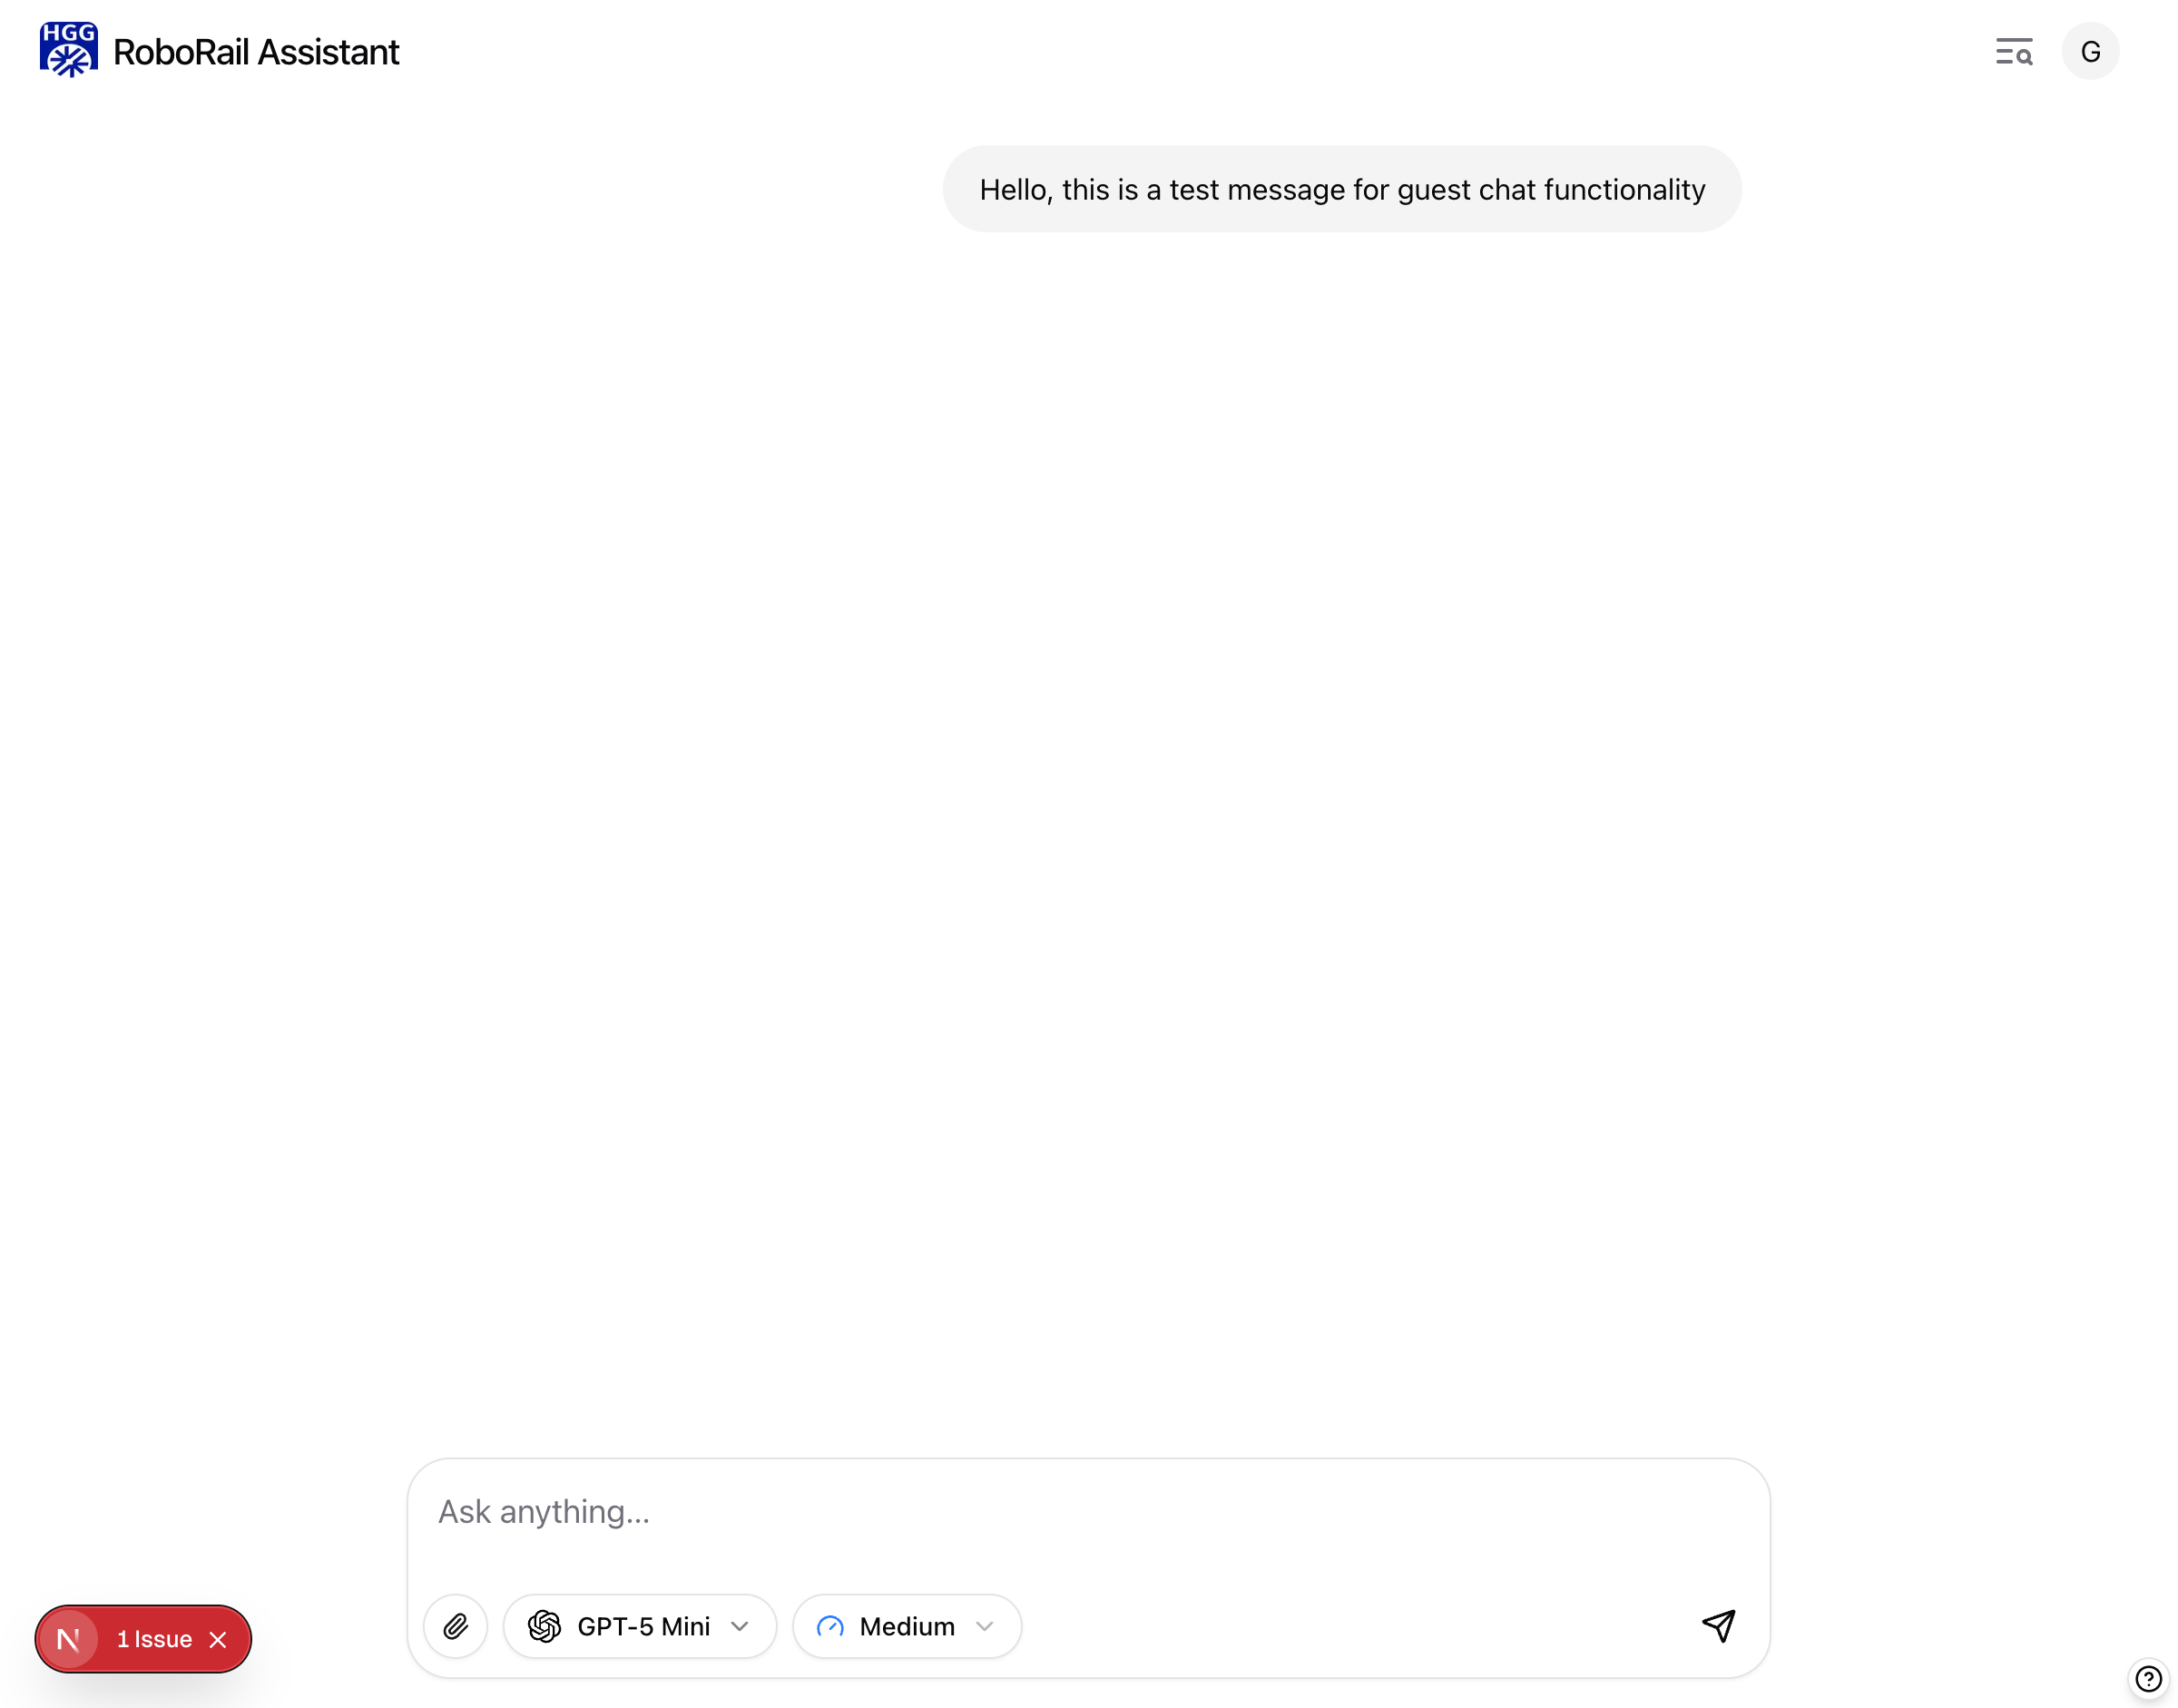 HGG
RoboRail Assistant
G
Hello, this is a test message for guest chat functionality
Ask anything...
GPT-5 Mini
Medium
N
1 Issue